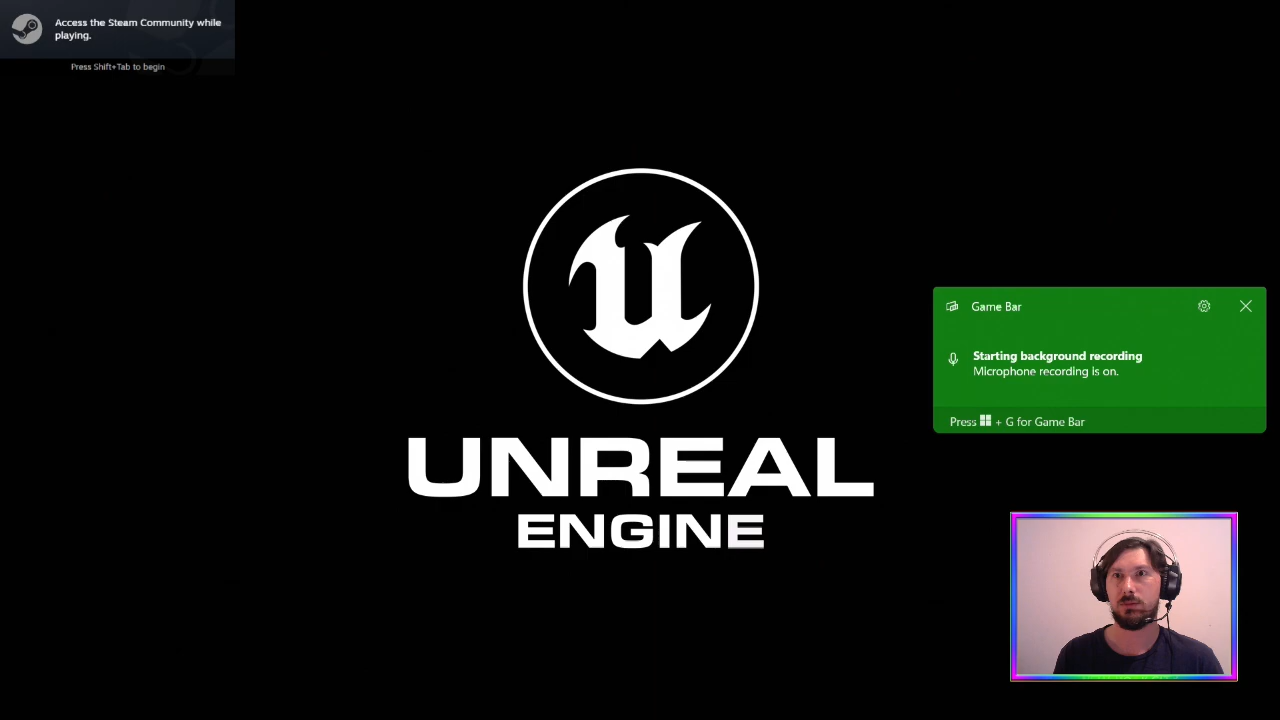 Access the Steam Community while
playing.
Press Shift+Tab to begin
UNREAL
ENGINE
Game Bar
Starting background recording
Microphone recording is on.
Press + G for Game Bar